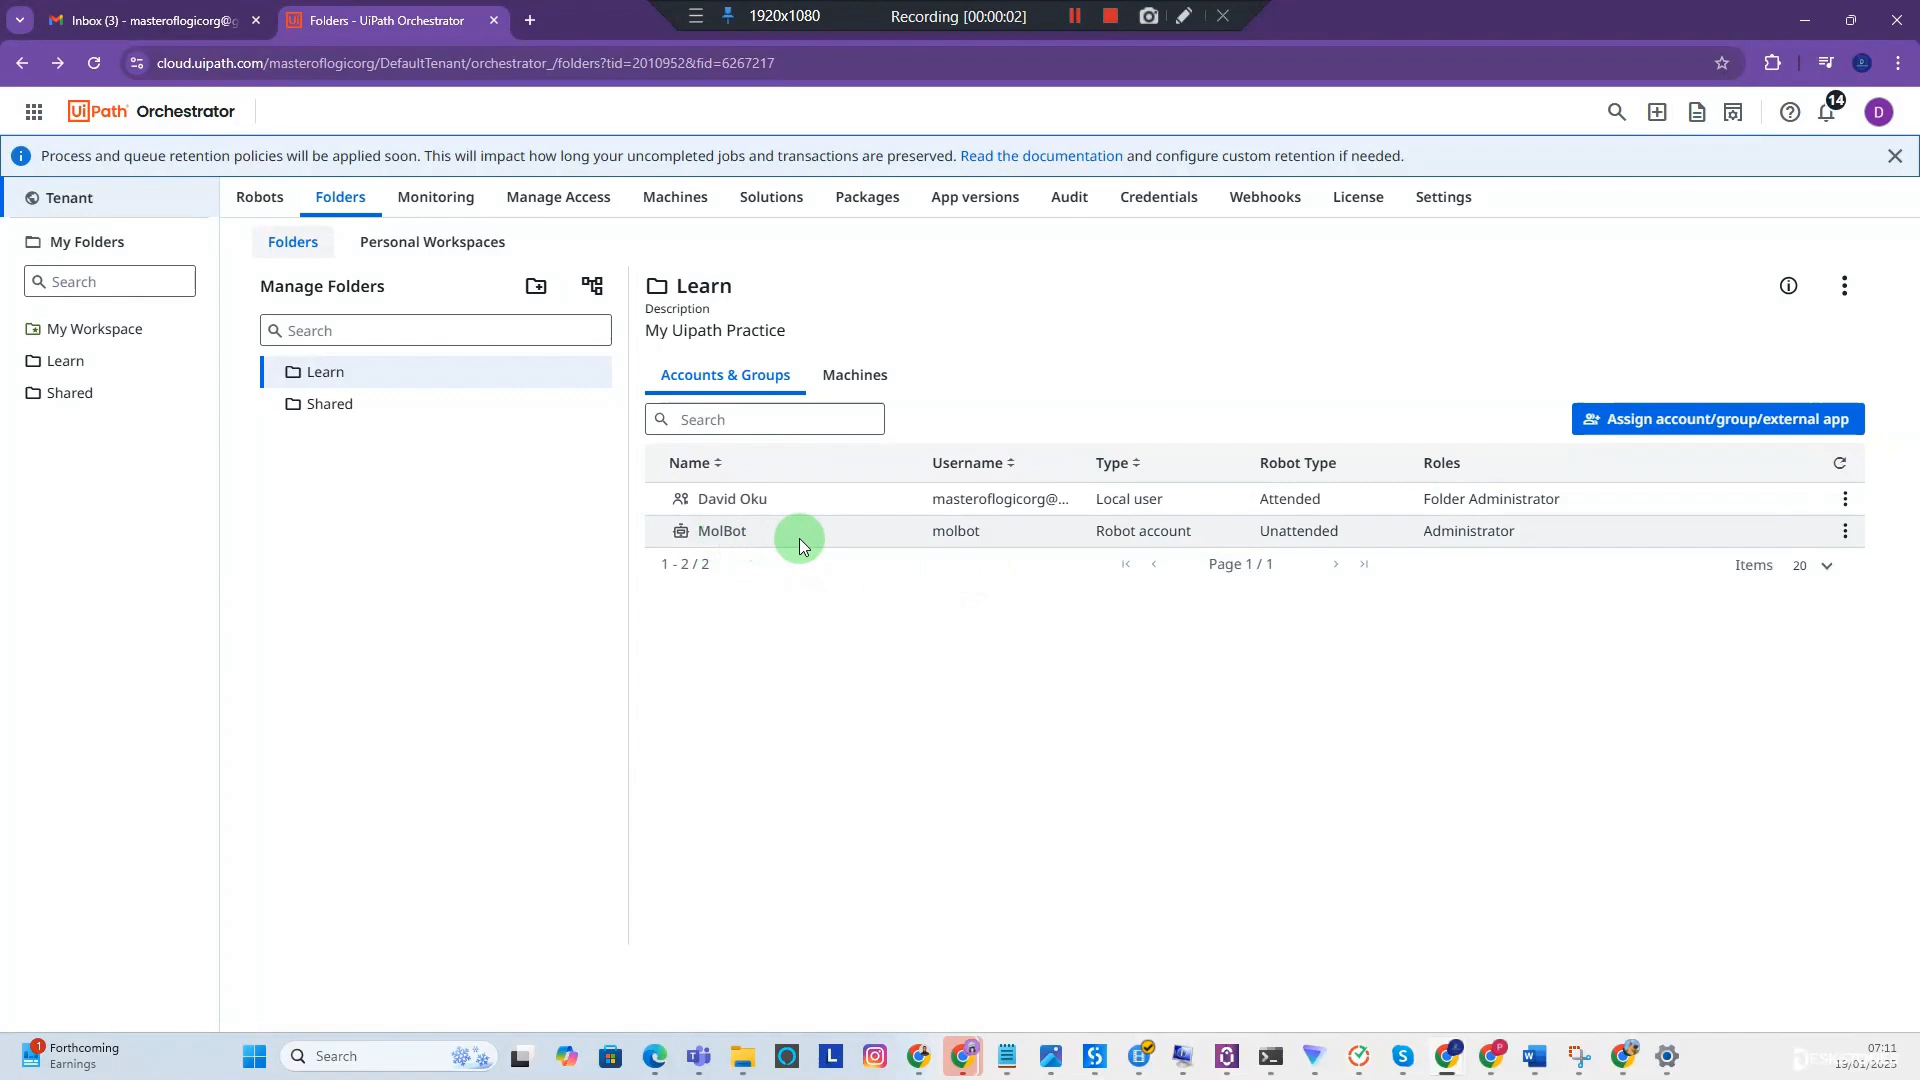 Inbox (3) - masteroflogicorg@g
Folders - UiPath Orchestrator
1920x1080
Recording [00:00:02]
cloud.uipath.com/masteroflogicorg/DefaultTenant/orchestrator_/folders?tid=2010952&fid=6267217
UiPath Orchestrator
14
D
Process and queue retention policies will be applied soon. This will impact how long your uncompleted jobs and transactions are preserved. Read the documentation and configure custom retention if needed.
Tenant
Robots Folders Monitoring Manage Access Machines Solutions Packages App versions Audit Credentials Webhooks License Settings
My Folders
Search
My Workspace
Learn
Shared
Folders Personal Workspaces
Manage Folders
Search
Learn
Shared
Learn
Description
My Uipath Practice
Accounts & Groups Machines
Search
Assign account/group/external app
Name Username Type Robot Type Roles
David Oku masteroflogicorg@... Local user Attended Folder Administrator
MolBot molbot Robot account Unattended Administrator
1 - 2 / 2 Page 1 / 1 Items 20
1 Forthcoming
Earnings
Search
07:11
19/01/2025